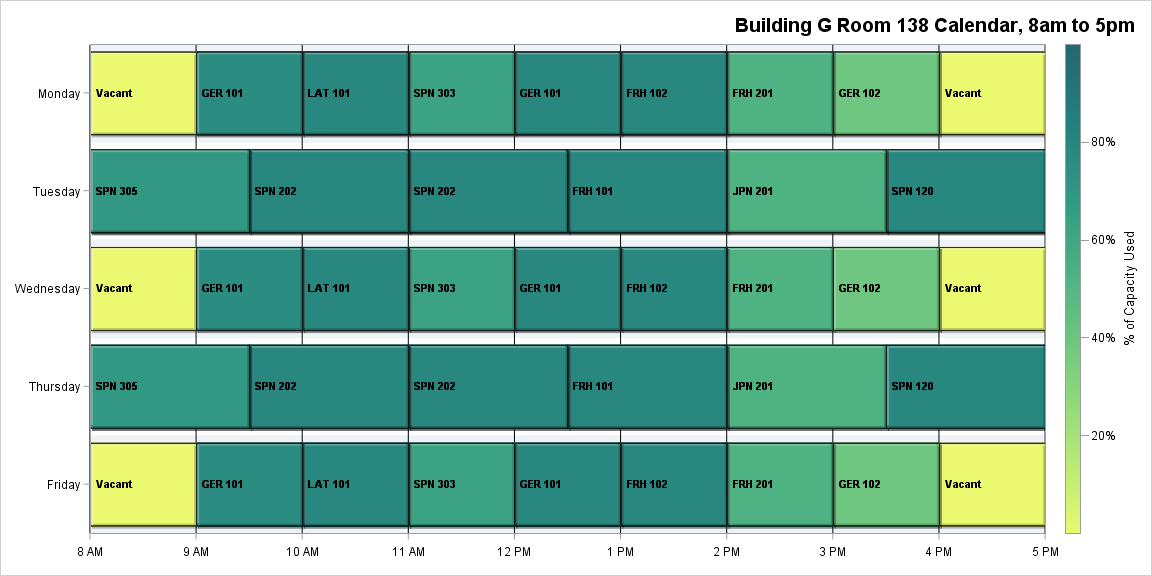 Building G Room 138 Calendar, 8am to 5pm
Monday
Vacant GER 101 LAT 101 SPN 303 GER 101 FRH 102 FRH 201 GER 102 Vacant
Tuesday
SPN 305 SPN 202 SPN 202 FRH 101 JPN 201 SPN 120
Wednesday
Vacant GER 101 LAT 101 SPN 303 GER 101 FRH 102 FRH 201 GER 102 Vacant
Thursday
SPN 305 SPN 202 SPN 202 FRH 101 JPN 201 SPN 120
Friday
Vacant GER 101 LAT 101 SPN 303 GER 101 FRH 102 FRH 201 GER 102 Vacant
8 AM 9 AM 10 AM 11 AM 12 PM 1 PM 2 PM 3 PM 4 PM 5 PM
80%
60%
40%
20%
% of Capacity Used